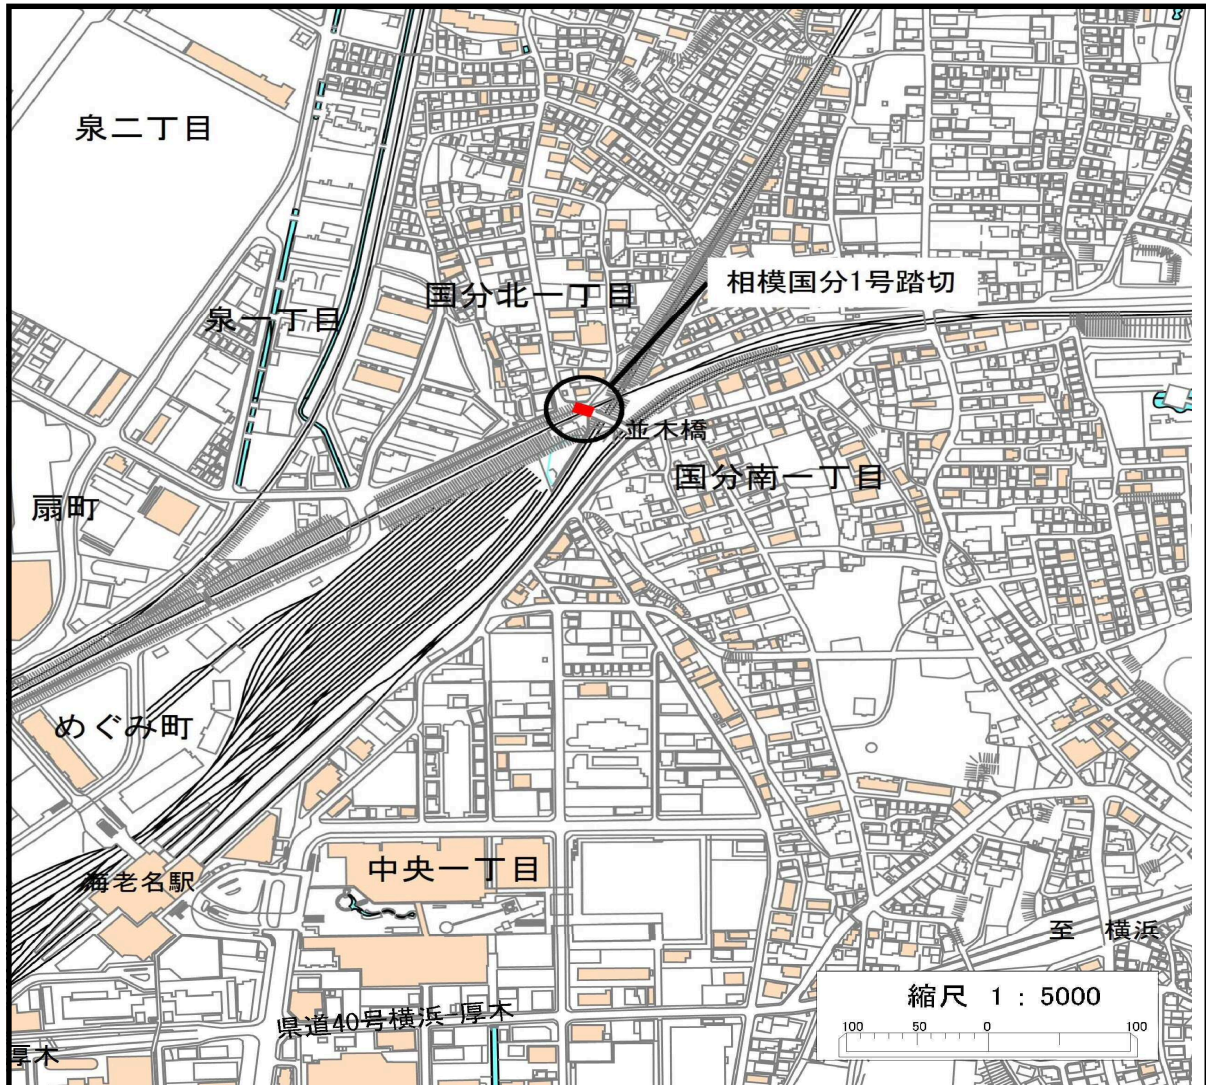 泉二丁目
相模国分1号踏切
国分北一丁目
泉一丁目
並木橋
国分南一丁目
扇町
めぐみ町
中央一丁目
海老名駅
至 横浜
縮尺 1 : 5000
県道40号横浜-厚木
100 50 0 100
厚木